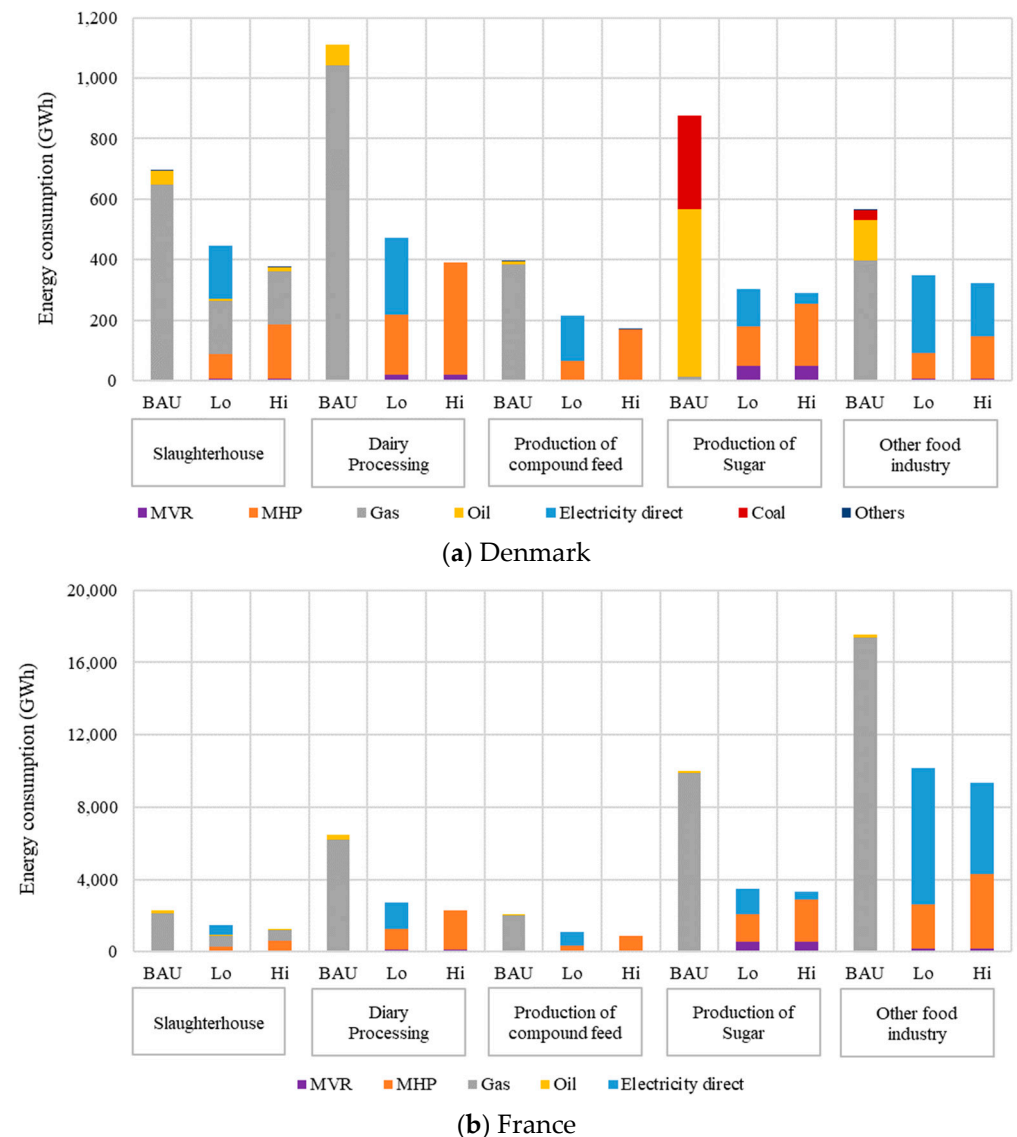 1,200
1,000
800
600
400
200
0
Energy consumption (GWh)
BAU Lo Hi BAU Lo Hi BAU Lo Hi BAU Lo Hi BAU Lo Hi
Slaughterhouse
Dairy
Processing
Production of
compound feed
Production of
Sugar
Other food
industry
MVR MHP Gas Oil Electricity direct Coal Others
(a) Denmark
20,000
16,000
12,000
8,000
4,000
0
Energy consumption (GWh)
BAU Lo Hi BAU Lo Hi BAU Lo Hi BAU Lo Hi BAU Lo Hi
Slaughterhouse
Diary
Processing
Production of
compound feed
Production of
Sugar
Other food
industry
MVR MHP Gas Oil Electricity direct
(b) France